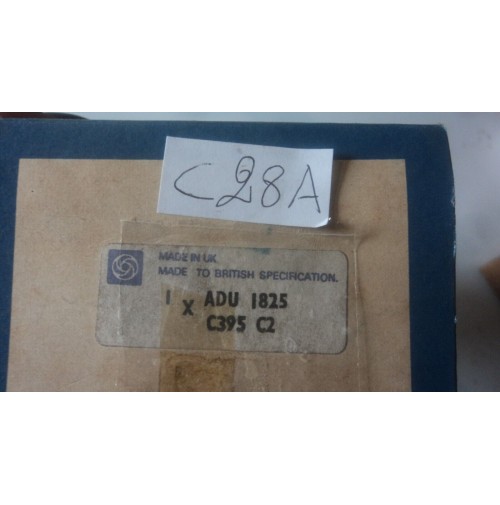 C28A
MADE IN UK
MADE TO BRITISH SPECIFICATION.
1 X ADU 1825
C395 C2